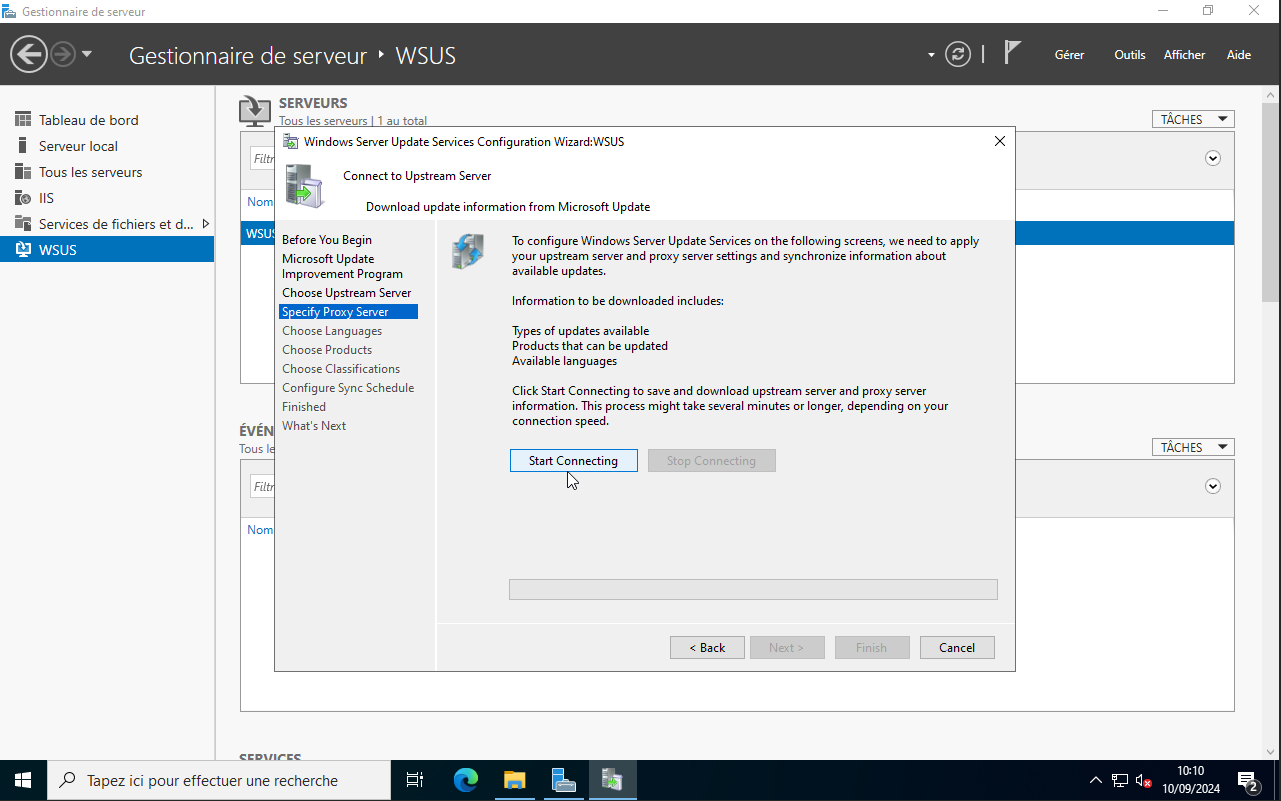 Gestionnaire de serveur
Gestionnaire de serveur WSUS
Gérer Outils Afficher Aide
Tableau de bord
Serveur local
Tous les serveurs
IIS
Services de fichiers et d...
WSUS
SERVEURS
Tous les serveurs | 1 au total
TÂCHES
Filtr
Nom
WSUS
Windows Server Update Services Configuration Wizard:WSUS
Connect to Upstream Server
Download update information from Microsoft Update
Before You Begin
Microsoft Update
Improvement Program
Choose Upstream Server
Specify Proxy Server
Choose Languages
Choose Products
Choose Classifications
Configure Sync Schedule
Finished
What's Next
To configure Windows Server Update Services on the following screens, we need to apply
your upstream server and proxy server settings and synchronize information about
available updates.
Information to be downloaded includes:
Types of updates available
Products that can be updated
Available languages
Click Start Connecting to save and download upstream server and proxy server
information. This process might take several minutes or longer, depending on your
connection speed.
Start Connecting Stop Connecting
< Back Next > Finish Cancel
ÉVÉN
Tous le
TÂCHES
Filtr
Nom
SERVICES
Tapez ici pour effectuer une recherche
10:10
10/09/2024
2